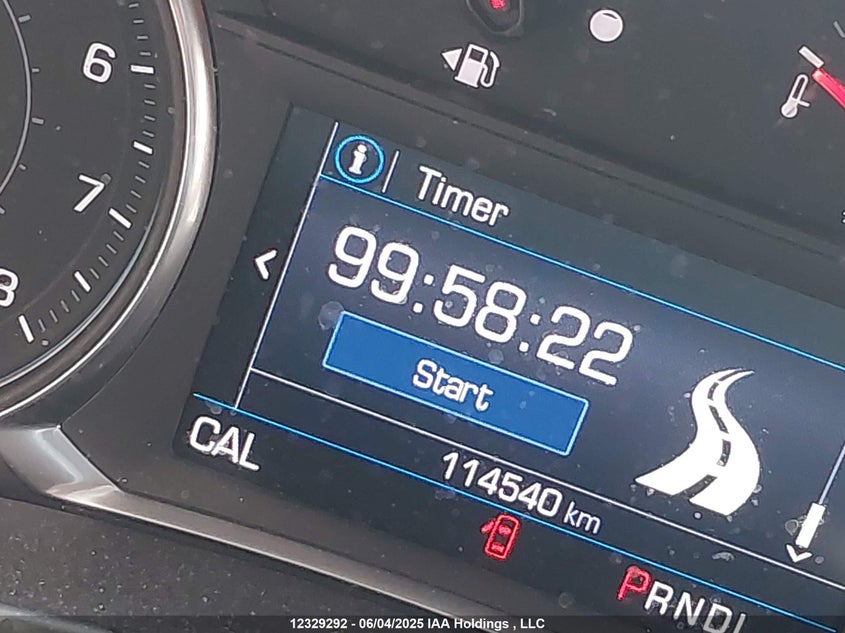 6
7
8
i Timer
<
99:58:22
Start
CAL
114540 km
PRNDL
12329292 - 06/04/2025 IAA Holdings , LLC